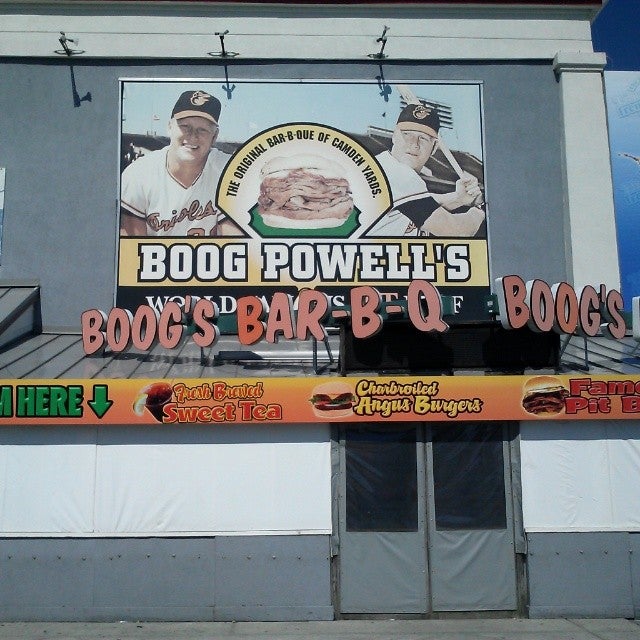 THE ORIGINAL BAR-B-QUE OF CAMDEN YARDS.
Orioles
BOOG POWELL'S
BOOG'S BAR-B-Q
BOOG'S
HERE
Fresh Brewed
Sweet Tea
Charbroiled
Angus Burgers
Pit